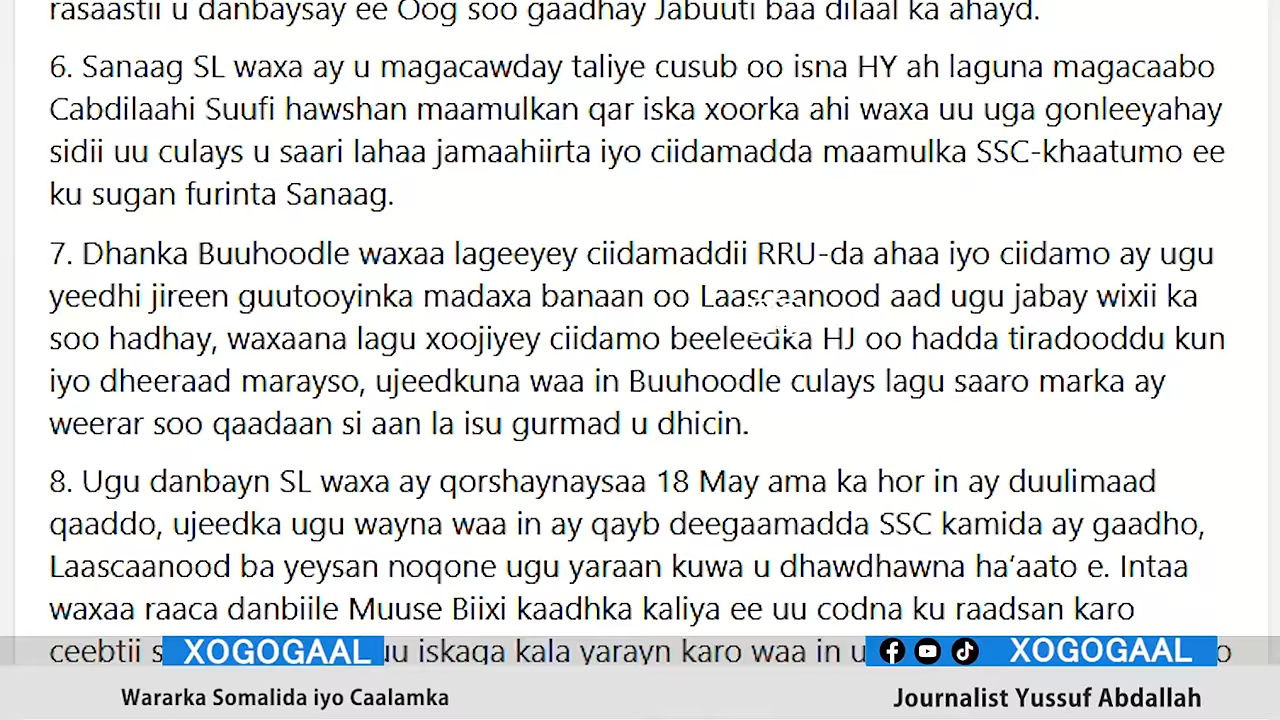 rasaastii u danbaysay ee Oog soo gaadhay Jabuuti baa dilaal ka ahayd.
6. Sanaag SL waxa ay u magacawday taliye cusub oo isna HY ah laguna magacaabo
Cabdilaahi Suufi hawshan maamulkan qar iska xoorka ahi waxa uu uga gonleeyahay
sidii uu culays u saari lahaa jamaahiirta iyo ciidamadda maamulka SSC-khaatumo ee
ku sugan furinta Sanaag.
7. Dhanka Buuhoodle waxaa lageeyey ciidamaddii RRU-da ahaa iyo ciidamo ay ugu
yeedhi jireen guutooyinka madaxa banaan oo Laascaanood aad ugu jabay wixii ka
soo hadhay, waxaana lagu xoojiyey ciidamo beeleedka HJ oo hadda tiradooddu kun
iyo dheeraad marayso, ujeedkuna waa in Buuhoodle culays lagu saaro marka ay
weerar soo qaadaan si aan la isu gurmad u dhicin.
8. Ugu danbayn SL waxa ay qorshaynaysaa 18 May ama ka hor in ay duulimaad
qaaddo, ujeedka ugu wayna waa in ay qayb deegaamadda SSC kamida ay gaadho,
Laascaanood ba yeysan noqone ugu yaraan kuwa u dhawdhawna ha’aato e. Intaa
waxaa raaca danbiile Muuse Biixi kaadhka kaliya ee uu codna ku raadsan karo
ceebtii iskaga kala yarayn karo waa in
XOGOGAAL XOGOGAAL
Wararka Somalida iyo Caalamka Journalist Yussuf Abdallah